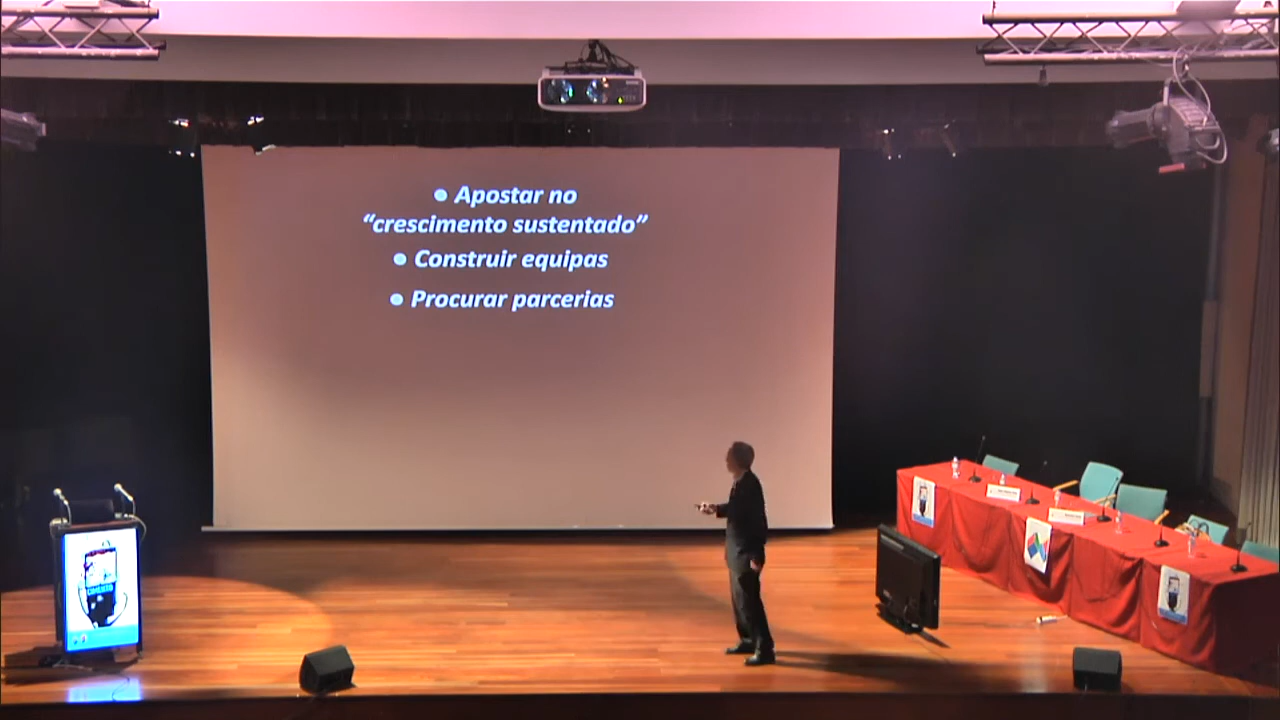 ● Apostar no
“crescimento sustentado”
● Construir equipas
● Procurar parcerias